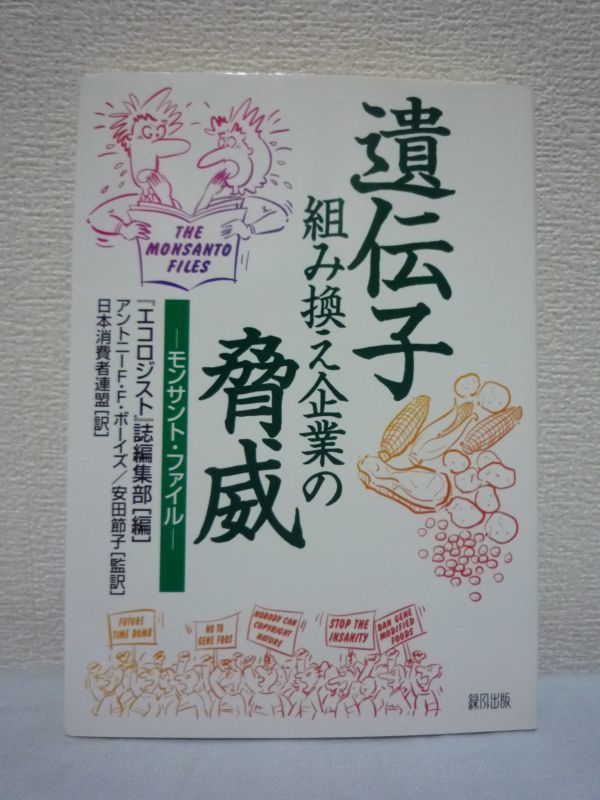 遺伝子
組み換え企業の
脅威
―モンサント・ファイル―
『エコロジスト』誌編集部[編]
アントニーF・F・ボーイズ／安田節子[監訳]
日本消費者連盟[訳]
THE
MONSANTO
FILES
FUTURE
TIME BOMB
NO TO
GENE FOOS
NOBODY CAN
COPYRIGHT
NATURE
STOP THE
INSANITY
BAN GENE
MODIFIED
FOODS
緑風出版